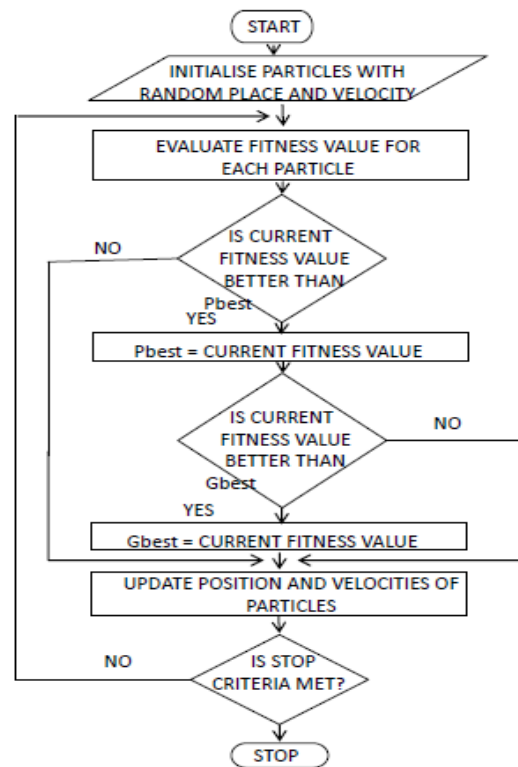 START
INITIALISE PARTICLES WITH
RANDOM PLACE AND VELOCITY
EVALUATE FITNESS VALUE FOR
EACH PARTICLE
IS CURRENT
FITNESS VALUE
BETTER THAN
Pbest
NO
YES
Pbest = CURRENT FITNESS VALUE
IS CURRENT
FITNESS VALUE
BETTER THAN
Gbest
NO
YES
Gbest = CURRENT FITNESS VALUE
UPDATE POSITION AND VELOCITIES OF
PARTICLES
IS STOP
CRITERIA MET?
NO
STOP